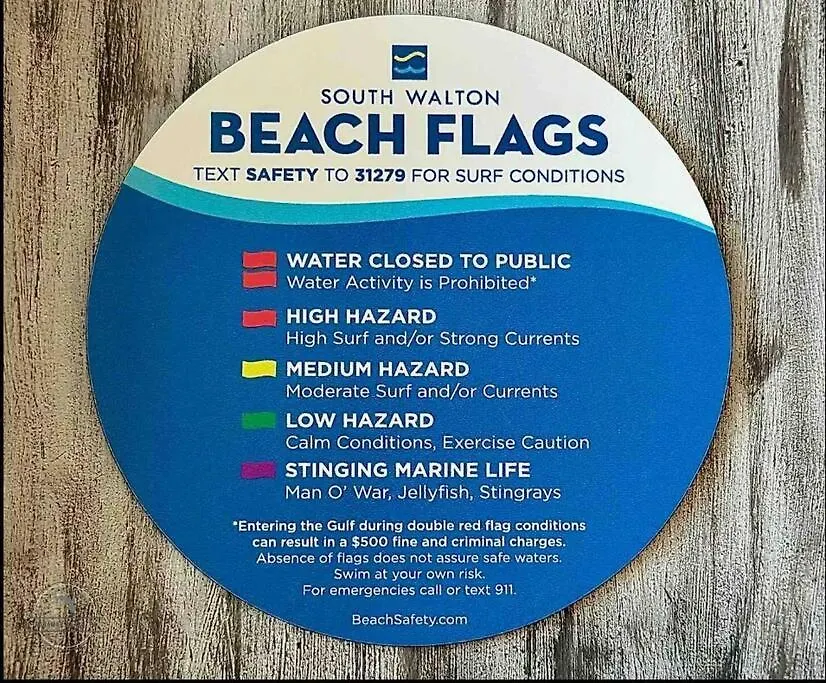 SOUTH WALTON
BEACH FLAGS
TEXT SAFETY TO 31279 FOR SURF CONDITIONS
WATER CLOSED TO PUBLIC
Water Activity is Prohibited*
HIGH HAZARD
High Surf and/or Strong Currents
MEDIUM HAZARD
Moderate Surf and/or Currents
LOW HAZARD
Calm Conditions, Exercise Caution
STINGING MARINE LIFE
Man O' War, Jellyfish, Stingrays
*Entering the Gulf during double red flag conditions
can result in a $500 fine and criminal charges.
Absence of flags does not assure safe waters.
Swim at your own risk.
For emergencies call or text 911.
BeachSafety.com